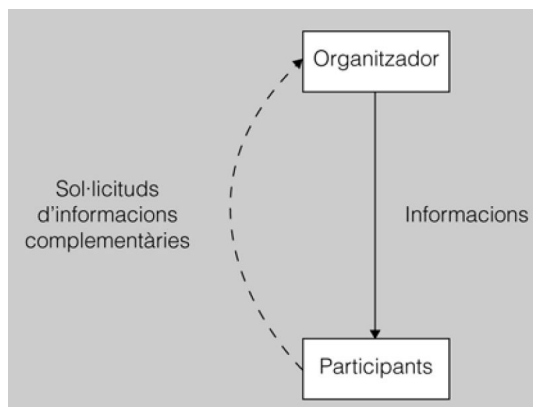 Organitzador
Sol·licituds
d'informacions
complementàries
Informacions
Participants